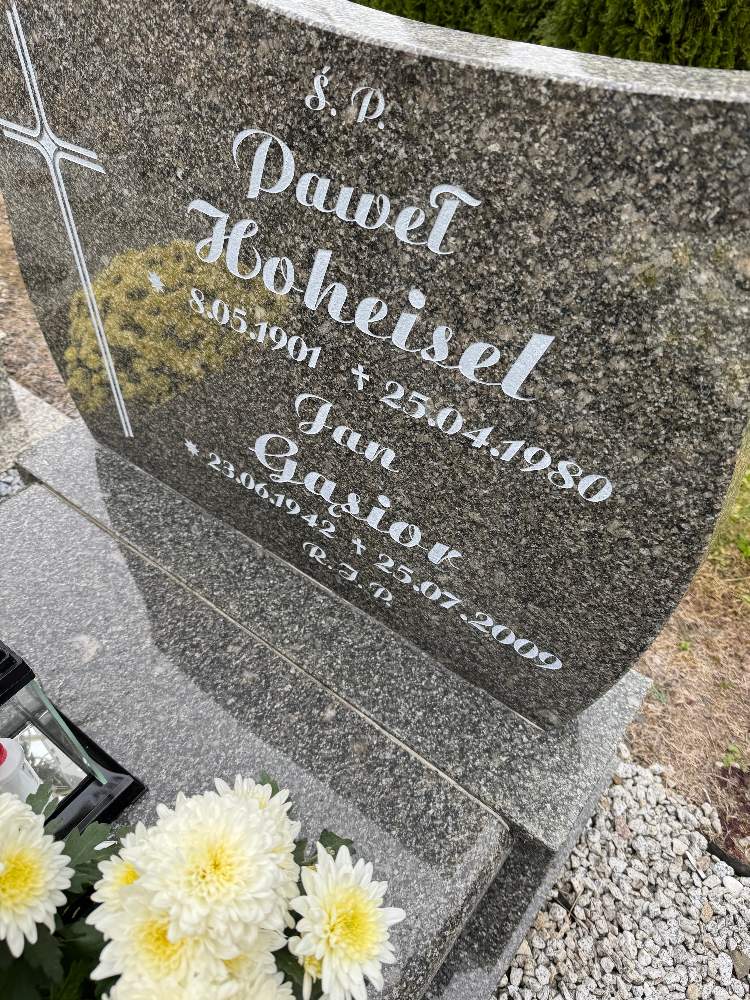 Ś. P.
Paweł
Hoheisel
* 8.05.1901 ✝ 25.04.1980
Jan
Gąsior
* 23.06.1942 ✝ 25.07.2009
R. I. P.